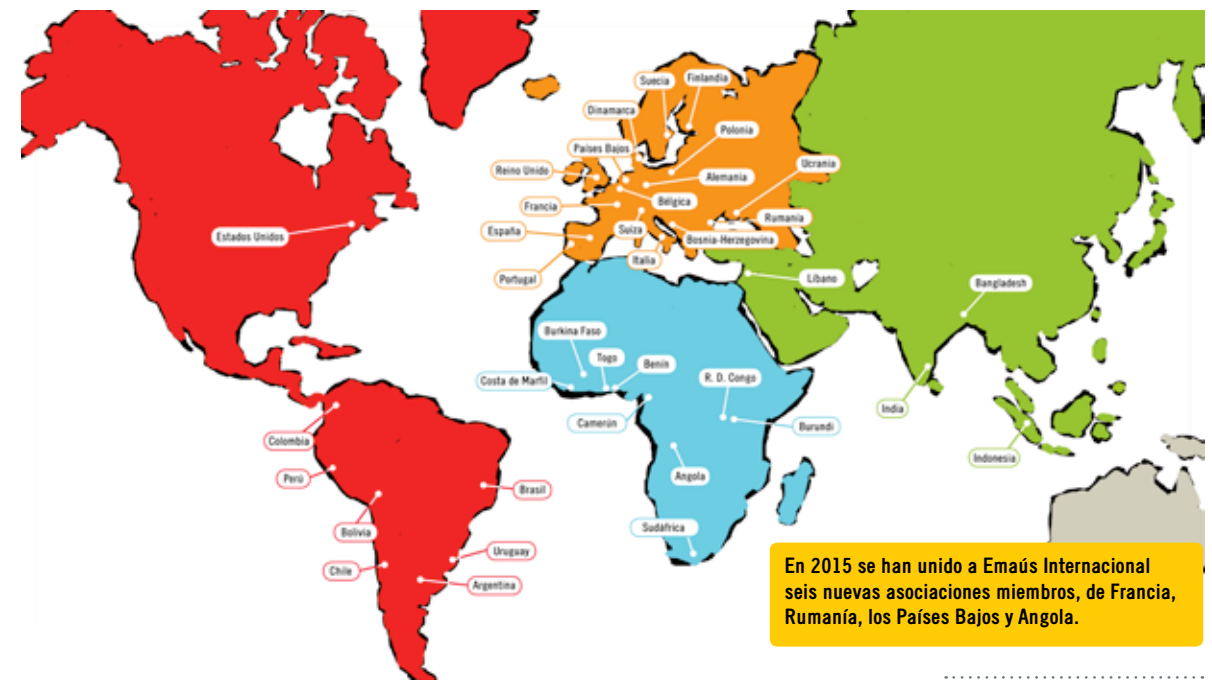 Suecia
Finlandia
Dinamarca
Polonia
Países Bajos
Ucrania
Reino Unido
Alemania
Bélgica
Francia
Rumanía
España
Suiza
Estados Unidos
Bosnia-Herzegovina
Italia
Portugal
Líbano
Bangladesh
Burkina Faso
Togo
Benín
Costa de Marfil
R. D. Congo
India
Camerún
Burundi
Colombia
Indonesia
Perú
Angola
Brasil
Sudáfrica
Bolivia
Uruguay
Chile
Argentina
En 2015 se han unido a Emaús Internacional
seis nuevas asociaciones miembros, de Francia,
Rumanía, los Países Bajos y Angola.